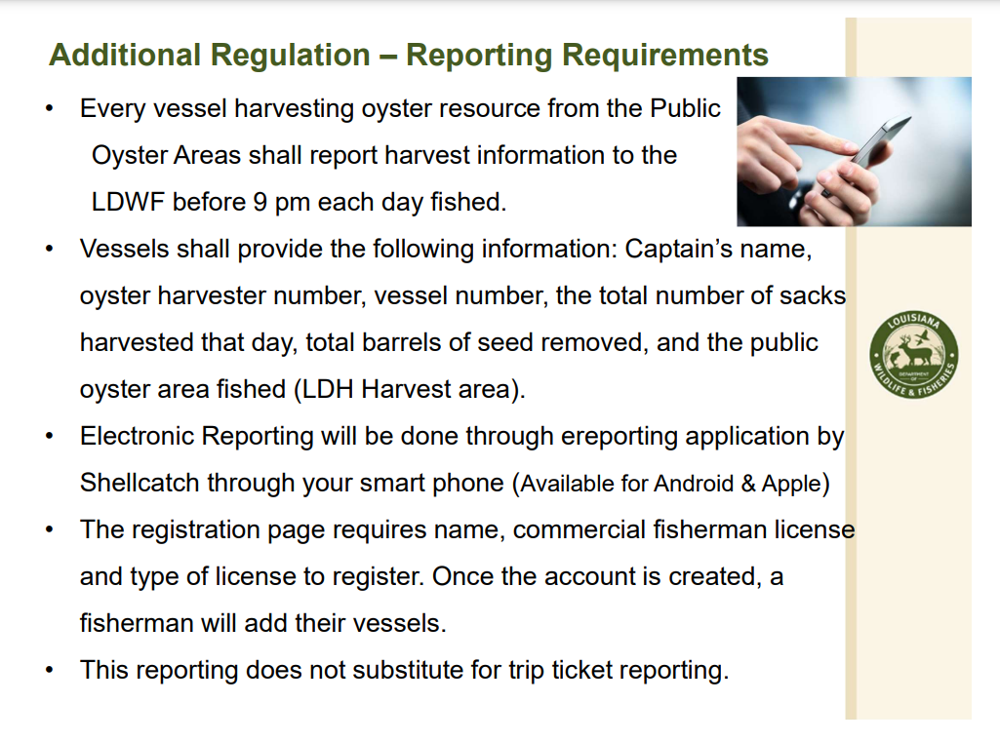 Additional Regulation – Reporting Requirements
• Every vessel harvesting oyster resource from the Public
Oyster Areas shall report harvest information to the
LDWF before 9 pm each day fished.
• Vessels shall provide the following information: Captain’s name,
oyster harvester number, vessel number, the total number of sacks
harvested that day, total barrels of seed removed, and the public
oyster area fished (LDH Harvest area).
LOUISIANA
DEPARTMENT
OF
WILDLIFE & FISHERIES
• Electronic Reporting will be done through ereporting application by
Shellcatch through your smart phone (Available for Android & Apple)
• The registration page requires name, commercial fisherman license
and type of license to register. Once the account is created, a
fisherman will add their vessels.
• This reporting does not substitute for trip ticket reporting.